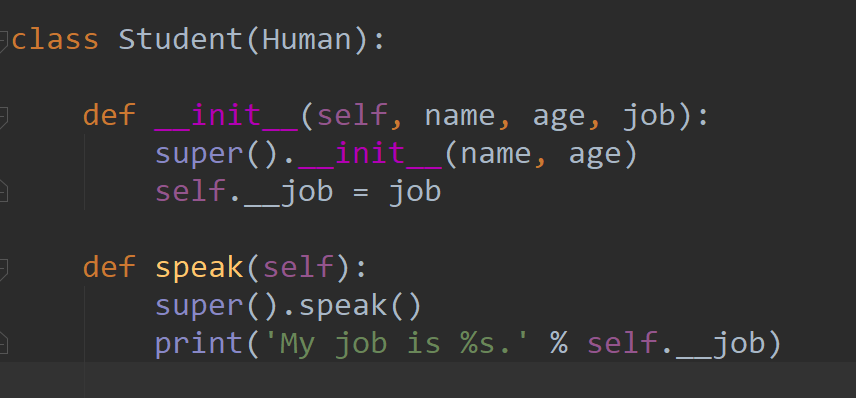 class Student(Human):
    def __init__(self, name, age, job):
        super().__init__(name, age)
        self.__job = job
    def speak(self):
        super().speak()
        print('My job is %s.' % self.__job)